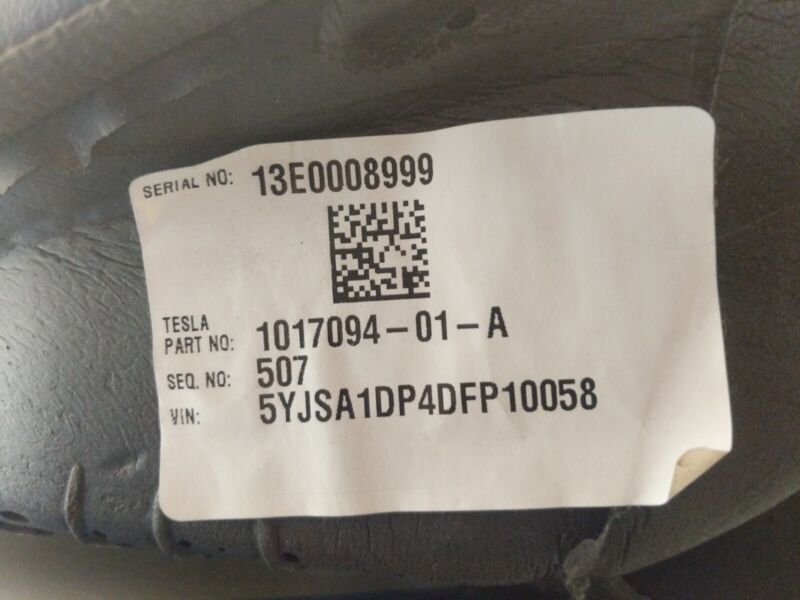 SERIAL NO: 13E0008999
TESLA
PART NO: 1017094-01-A
SEQ. NO: 507
VIN: 5YJSA1DP4DFP10058